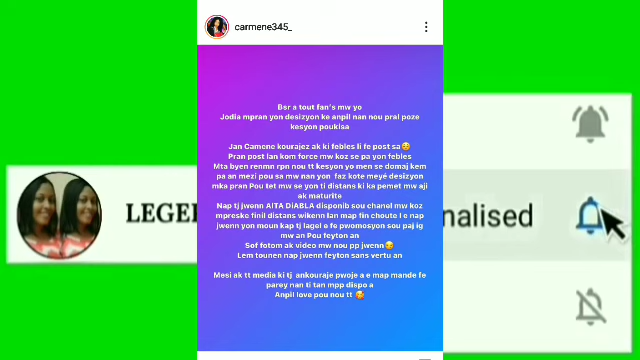 carmene345_
Bsr a tout fan's mw yo
Jodia mpran yon desizyon ke anpil nan nou pral poze
kesyon poukisa
Jan Camene kourajez ak ki febles li fe post sa😏
Pran post lan kom force mw koz se pa yon febles
Mta byen renmn rpn nou tt kesyon yo men se domaj kem
pa an mezi pou sa mw nan yon  faz kote meyé desizyon
mka pran Pou tet mw se yon ti distans ki ka pemet mw aji
ak maturite
Nap tj jwenn AITA DiABLA disponib sou chanel mw koz
mpreske finil distans wikenn lan map fin choute l e nap
jwenn yon moun kap tj lagel e fe pwomosyon sou paj ig
mw an Pou feyton an
Sof fotom ak video mw nou pp jwenn😏
Lem tounen nap jwenn feyton sans vertu an
Mesi ak tt media ki tj  ankouraje pwoje a e map mande fe
parey nan ti tan mpp dispo a
Anpil love pou nou tt 🥰
LEGE
nalised